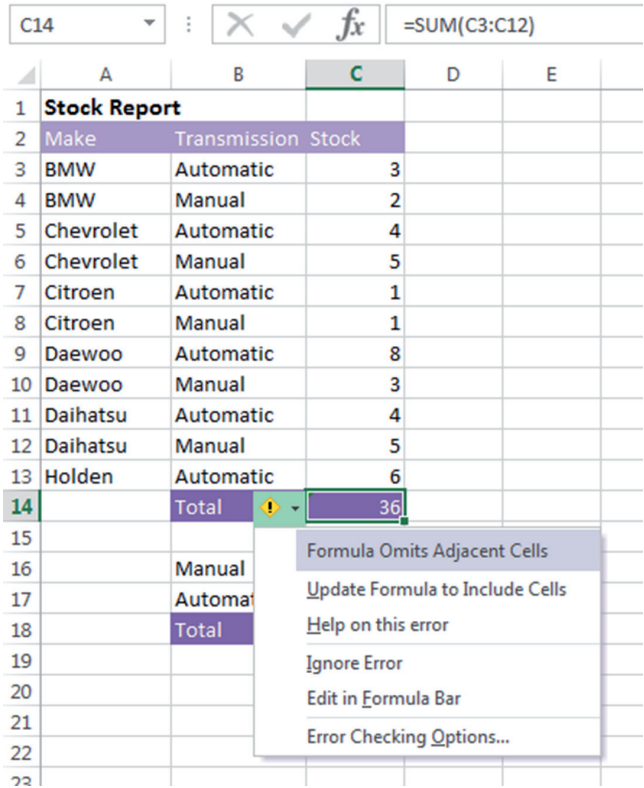 C14 fx =SUM(C3:C12)
A B C D E
1 Stock Report
2 Make Transmission Stock
3 BMW Automatic 3
4 BMW Manual 2
5 Chevrolet Automatic 4
6 Chevrolet Manual 5
7 Citroen Automatic 1
8 Citroen Manual 1
9 Daewoo Automatic 8
10 Daewoo Manual 3
11 Daihatsu Automatic 4
12 Daihatsu Manual 5
13 Holden Automatic 6
14 Total 36
15
Formula Omits Adjacent Cells
16 Manual
Update Formula to Include Cells
17 Automat
Help on this error
18 Total
19 Ignore Error
20 Edit in Formula Bar
21
Error Checking Options...
22
23